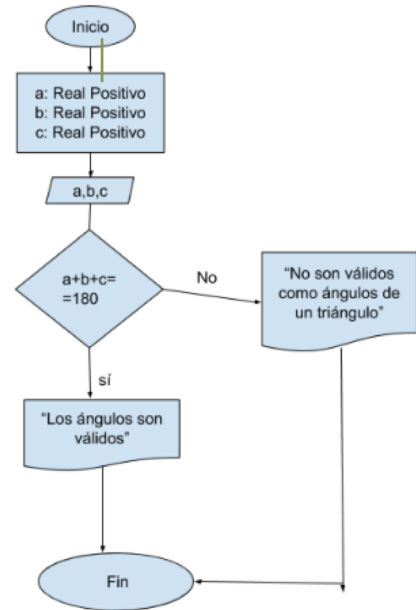 Inicio
a: Real Positivo
b: Real Positivo
c: Real Positivo
a,b,c
a+b+c=
=180
No
“No son válidos
como ángulos de
un triángulo”
sí
“Los ángulos son
válidos”
Fin